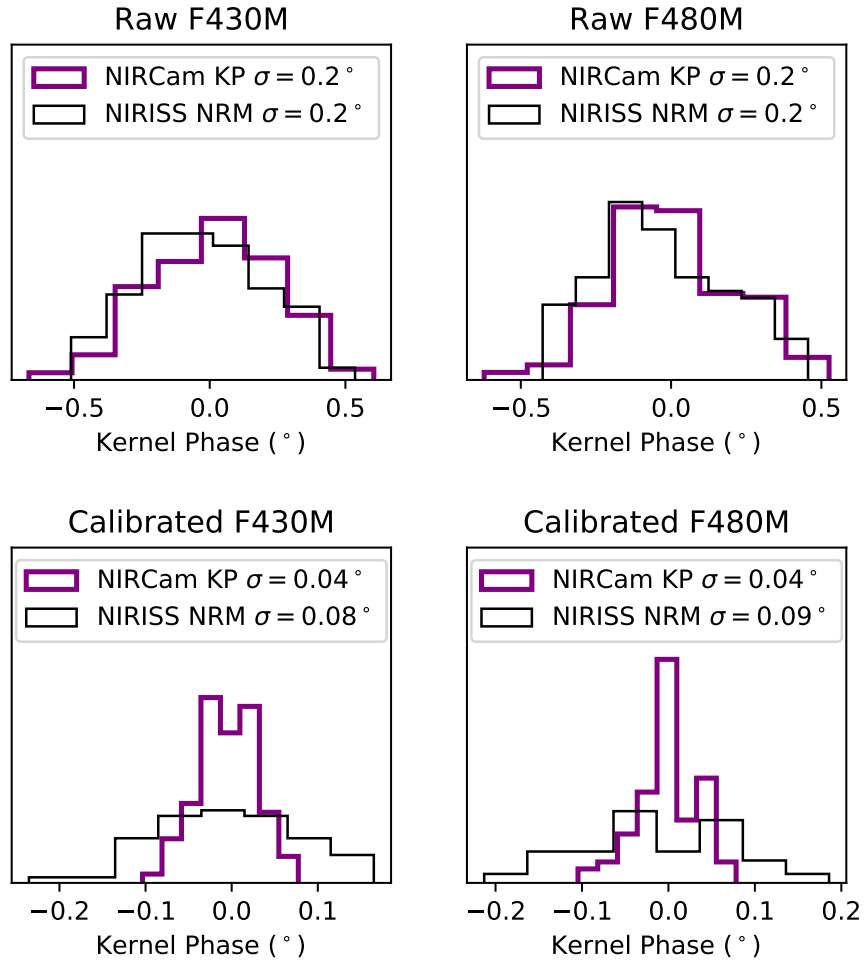 Raw F430M
NIRCam KP σ = 0.2°
NIRISS NRM σ = 0.2°
−0.5 0.0 0.5
Kernel Phase (°)
Raw F480M
NIRCam KP σ = 0.2°
NIRISS NRM σ = 0.2°
−0.5 0.0 0.5
Kernel Phase (°)
Calibrated F430M
NIRCam KP σ = 0.04°
NIRISS NRM σ = 0.08°
−0.2 −0.1 0.0 0.1
Kernel Phase (°)
Calibrated F480M
NIRCam KP σ = 0.04°
NIRISS NRM σ = 0.09°
−0.2 −0.1 0.0 0.1 0.2
Kernel Phase (°)